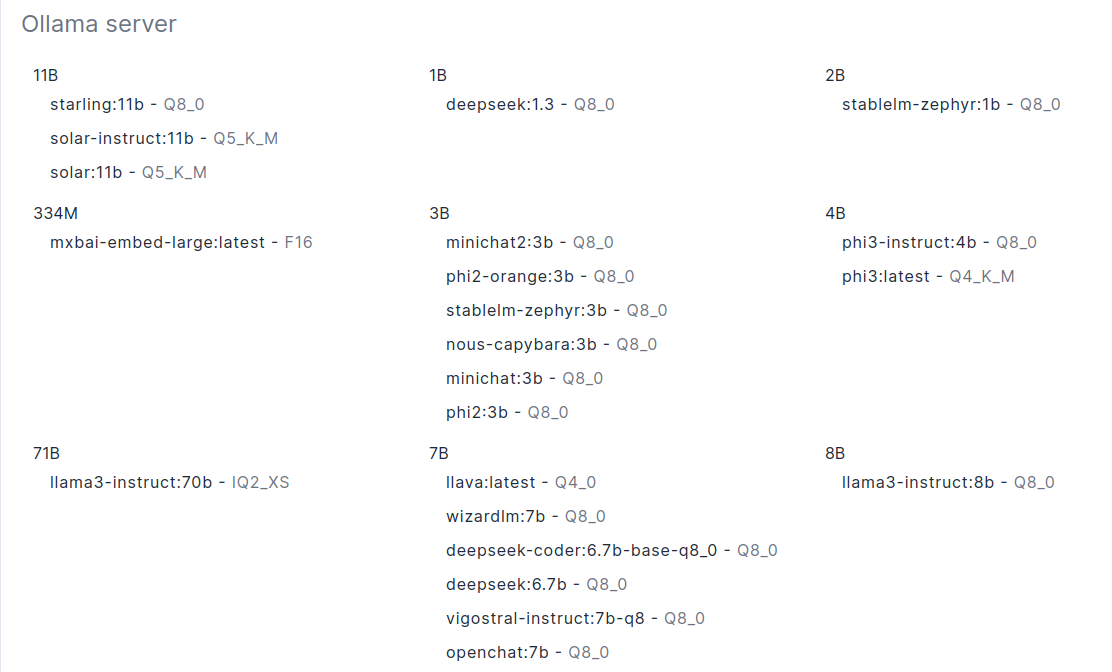 Ollama server
11B
starling:11b - Q8_0
solar-instruct:11b - Q5_K_M
solar:11b - Q5_K_M
1B
deepseek:1.3 - Q8_0
2B
stablelm-zephyr:1b - Q8_0
334M
mxbai-embed-large:latest - F16
3B
minichat2:3b - Q8_0
phi2-orange:3b - Q8_0
stablelm-zephyr:3b - Q8_0
nous-capybara:3b - Q8_0
minichat:3b - Q8_0
phi2:3b - Q8_0
4B
phi3-instruct:4b - Q8_0
phi3:latest - Q4_K_M
71B
llama3-instruct:70b - IQ2_XS
7B
llava:latest - Q4_0
wizardlm:7b - Q8_0
deepseek-coder:6.7b-base-q8_0 - Q8_0
deepseek:6.7b - Q8_0
vigostral-instruct:7b-q8 - Q8_0
openchat:7b - Q8_0
8B
llama3-instruct:8b - Q8_0